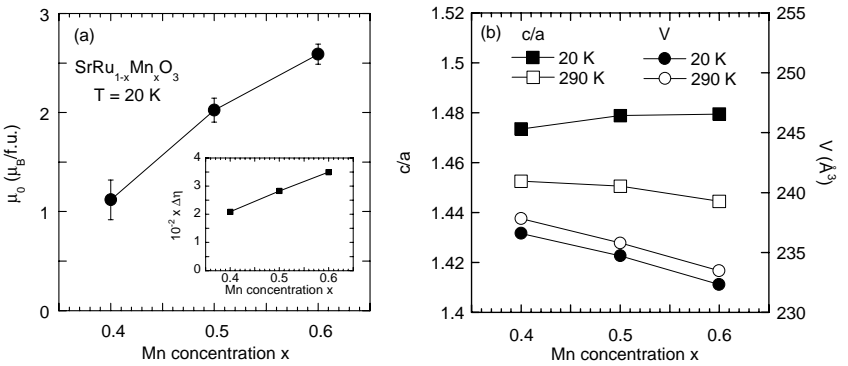 (a)
SrRu1-xMnxO3
T = 20 K
μ0 (μB/f.u.)
3
2
1
0
0.4 0.5 0.6
Mn concentration x
10-2 x Δη
4
3
2
1
0
0.4 0.5 0.6
Mn concentration x
(b)
c/a V
20 K 20 K
290 K 290 K
c/a
1.52
1.5
1.48
1.46
1.44
1.42
1.4
V (Å3)
255
250
245
240
235
230
0.4 0.5 0.6
Mn concentration x